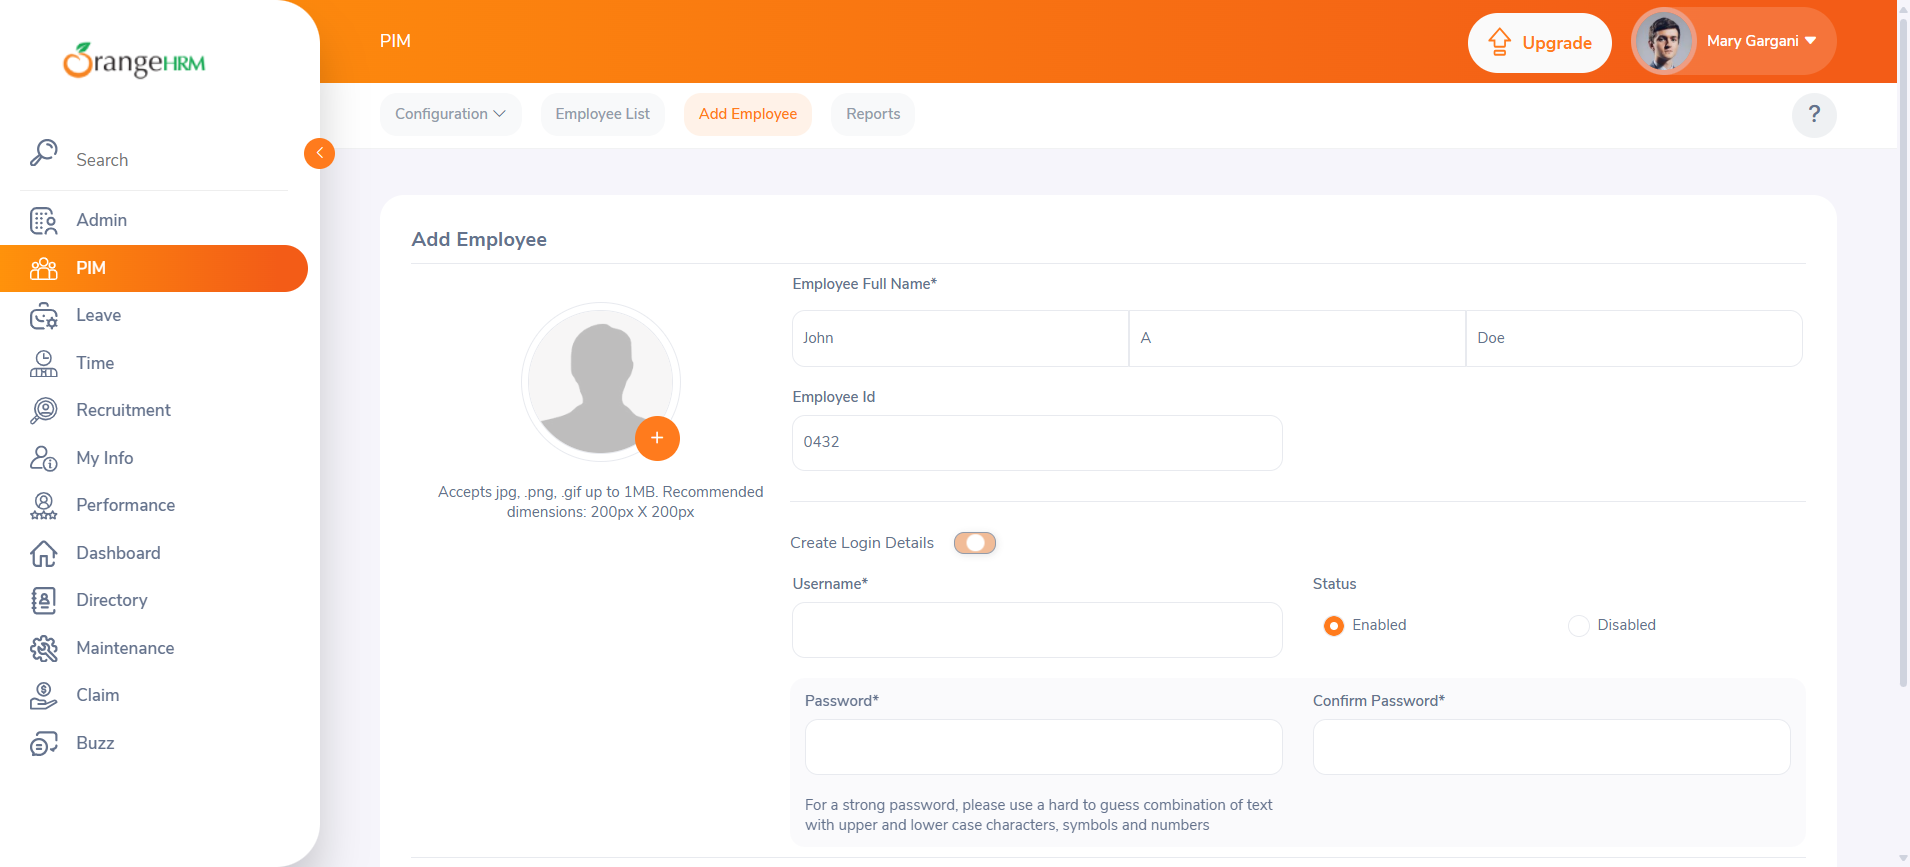 OrangeHRM
PIM
Upgrade
Mary Gargani
Configuration
Employee List
Add Employee
Reports
?
Search
Admin
PIM
Leave
Time
Recruitment
My Info
Performance
Dashboard
Directory
Maintenance
Claim
Buzz
Add Employee
Accepts jpg, .png, .gif up to 1MB. Recommended
dimensions: 200px X 200px
Employee Full Name*
John A Doe
Employee Id
0432
Create Login Details
Username* Status
Enabled Disabled
Password* Confirm Password*
For a strong password, please use a hard to guess combination of text
with upper and lower case characters, symbols and numbers